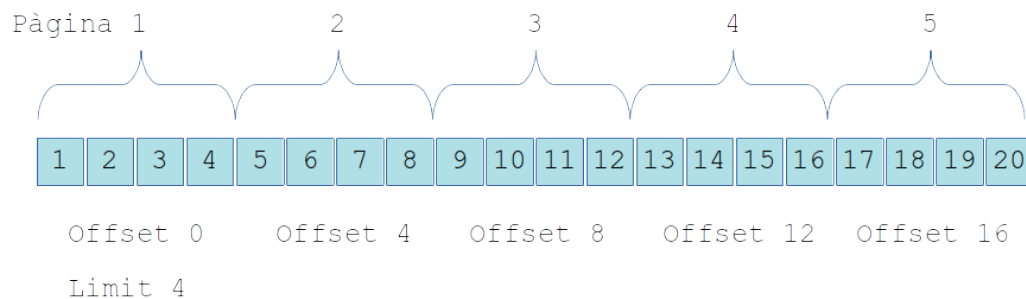 Pàgina 1 2 3 4 5
1 2 3 4 5 6 7 8 9 10 11 12 13 14 15 16 17 18 19 20
Offset 0 Offset 4 Offset 8 Offset 12 Offset 16
Limit 4